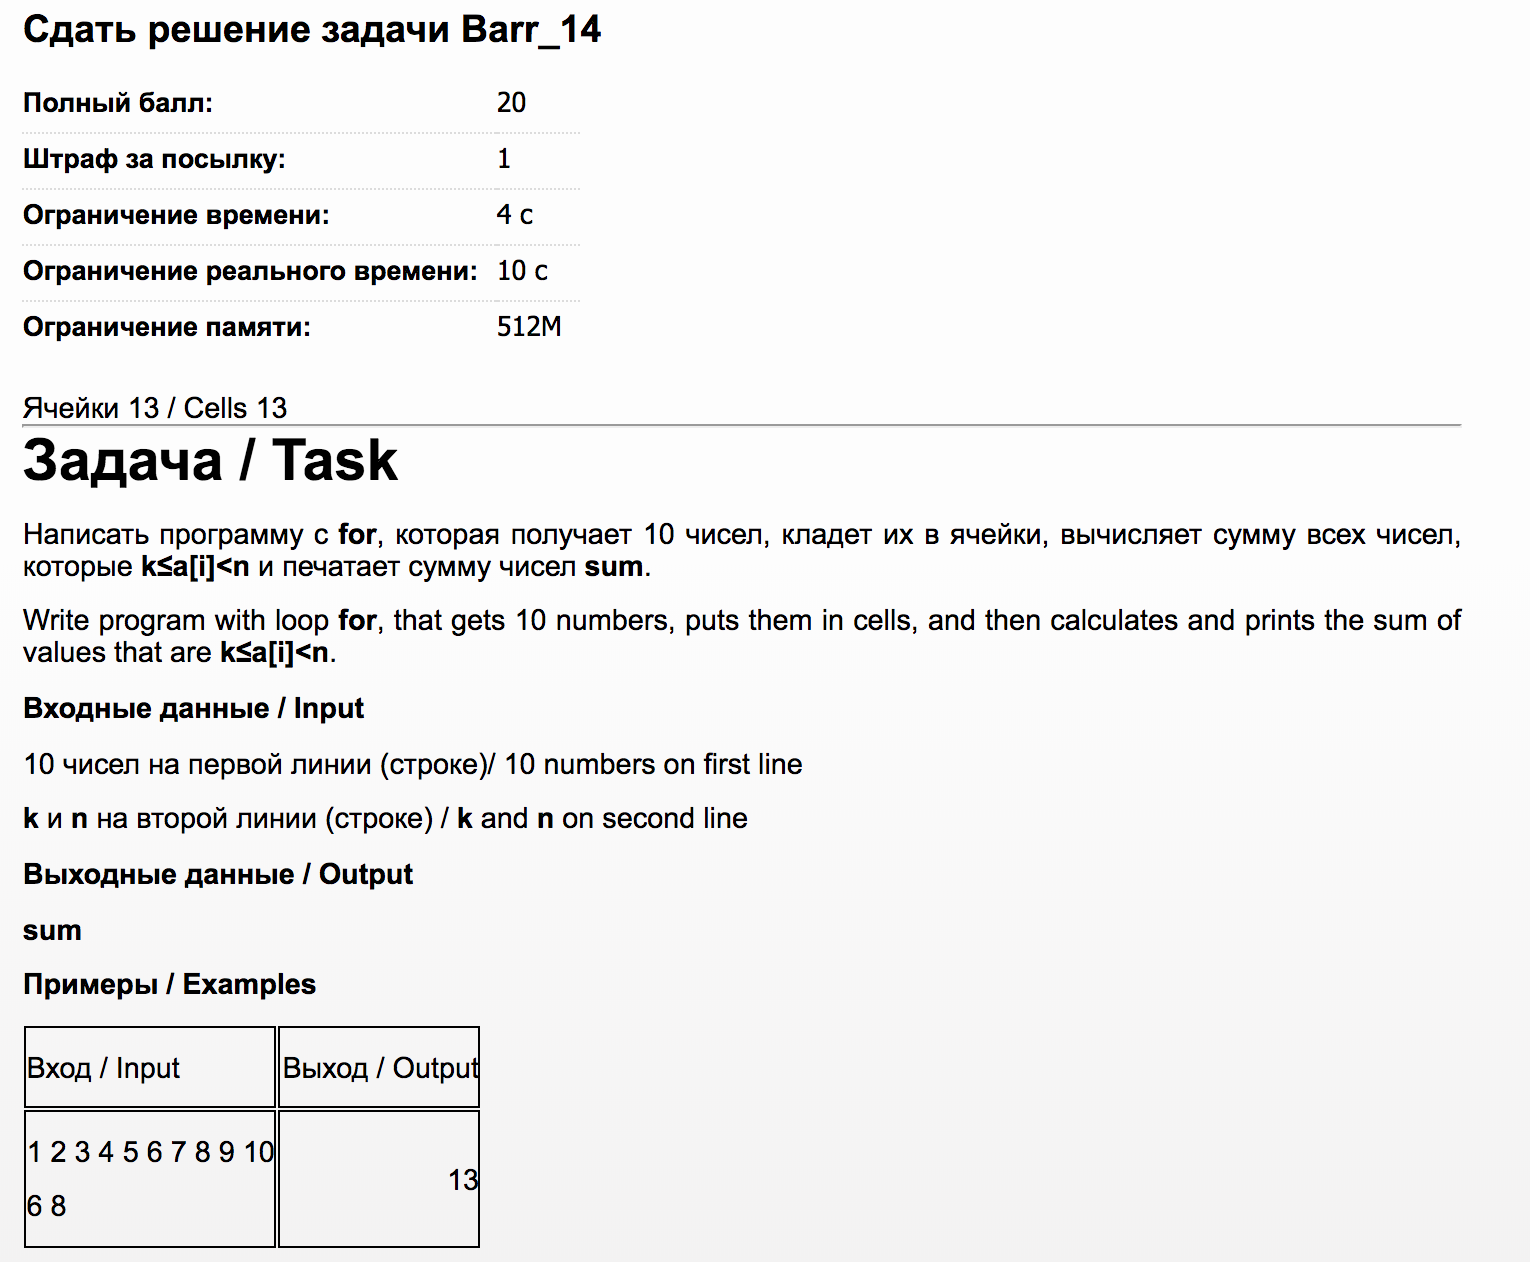 Сдать решение задачи Barr_14
Полный балл: 20
Штраф за посылку: 1
Ограничение времени: 4 с
Ограничение реального времени: 10 с
Ограничение памяти: 512M
Ячейки 13 / Cells 13
Задача / Task
Написать программу с for, которая получает 10 чисел, кладет их в ячейки, вычисляет сумму всех чисел,
которые k≤a[i]<n и печатает сумму чисел sum.
Write program with loop for, that gets 10 numbers, puts them in cells, and then calculates and prints the sum of
values that are k≤a[i]<n.
Входные данные / Input
10 чисел на первой линии (строке)/ 10 numbers on first line
k и n на второй линии (строке) / k and n on second line
Выходные данные / Output
sum
Примеры / Examples
Вход / Input Выход / Output
1 2 3 4 5 6 7 8 9 10
13
6 8